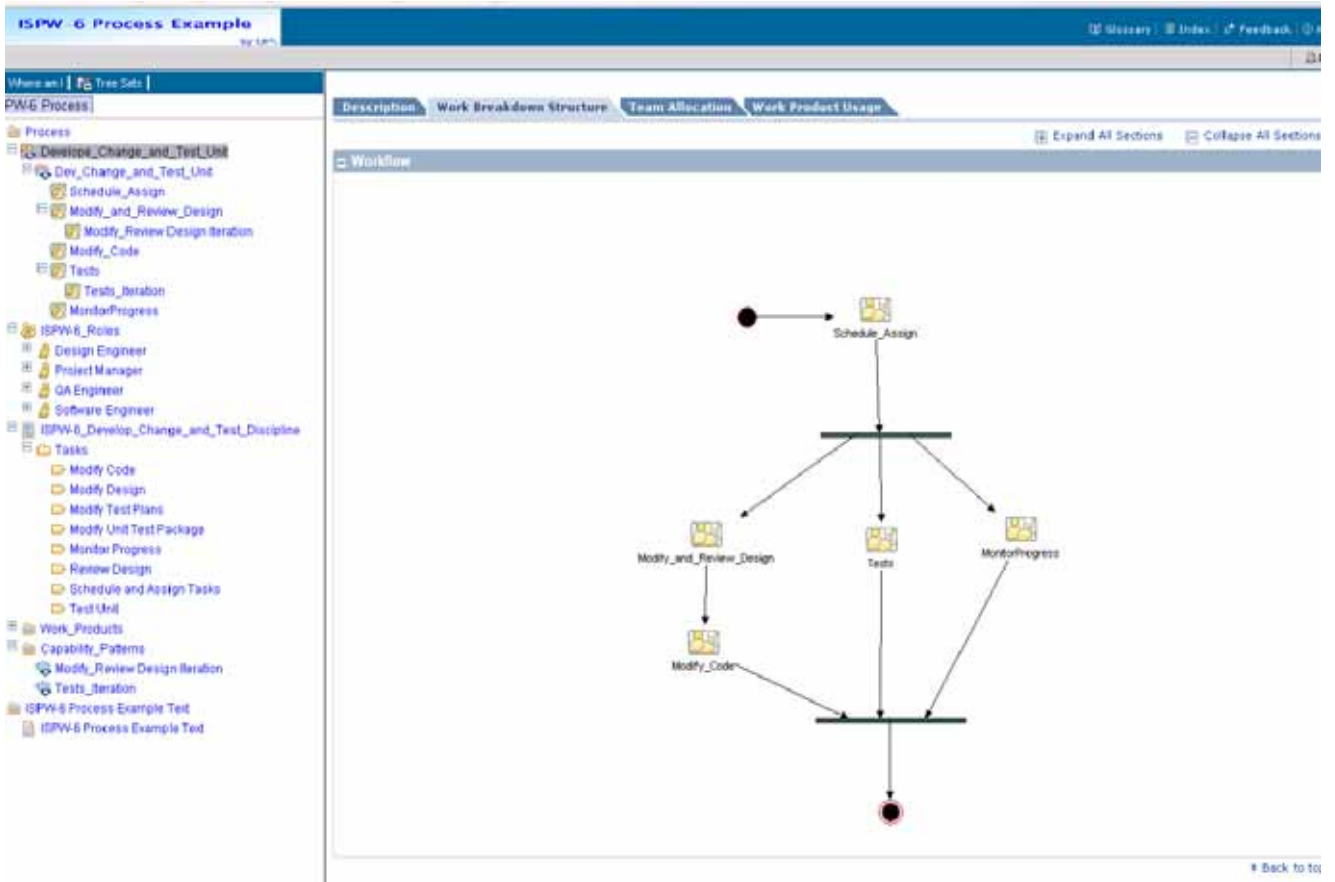 ISPW-6 Process Example
by UPC
Glossary | Index | Feedback |
Where am I | Tree Sets |
PW-6 Process
Process
Develope_Change_and_Test_Unit
Dev_Change_and_Test_Unit
Schedule_Assign
Modify_and_Review_Design
Modify_Review Design Iteration
Modify_Code
Tests
Tests_Iteration
MonitorProgress
ISPW-6_Roles
Design Engineer
Project Manager
QA Engineer
Software Engineer
ISPW-6_Develop_Change_and_Test_Discipline
Tasks
Modify Code
Modify Design
Modify Test Plans
Modify Unit Test Package
Monitor Progress
Review Design
Schedule and Assign Tasks
Test Unit
Work_Products
Capability_Patterns
Modify_Review Design Iteration
Tests_Iteration
ISPW-6 Process Example Text
ISPW-6 Process Example Text
Description Work Breakdown Structure Team Allocation Work Product Usage
Expand All Sections Collapse All Sections
Workflow
Schedule_Assign
Modify_and_Review_Design
Tests
MonitorProgress
Modify_Code
Back to top